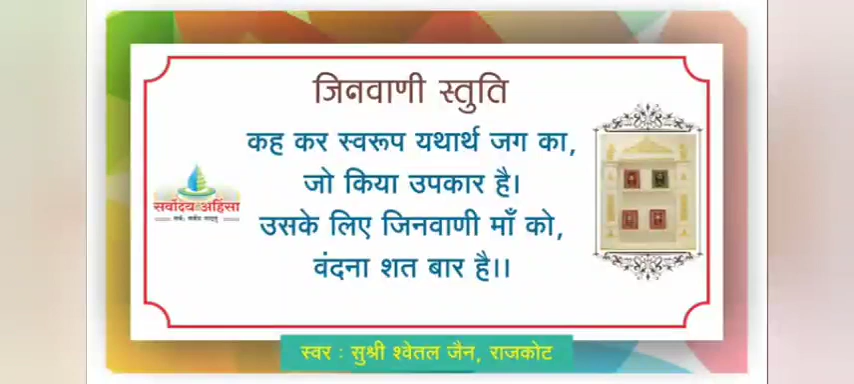 जिनवाणी स्तुति
कह कर स्वरूप यथार्थ जग का,
जो किया उपकार है।
उसके लिए जिनवाणी माँ को,
वंदना शत बार है।।
सर्वोदय अहिंसा
स्वर : सुश्री श्वेतल जैन, राजकोट